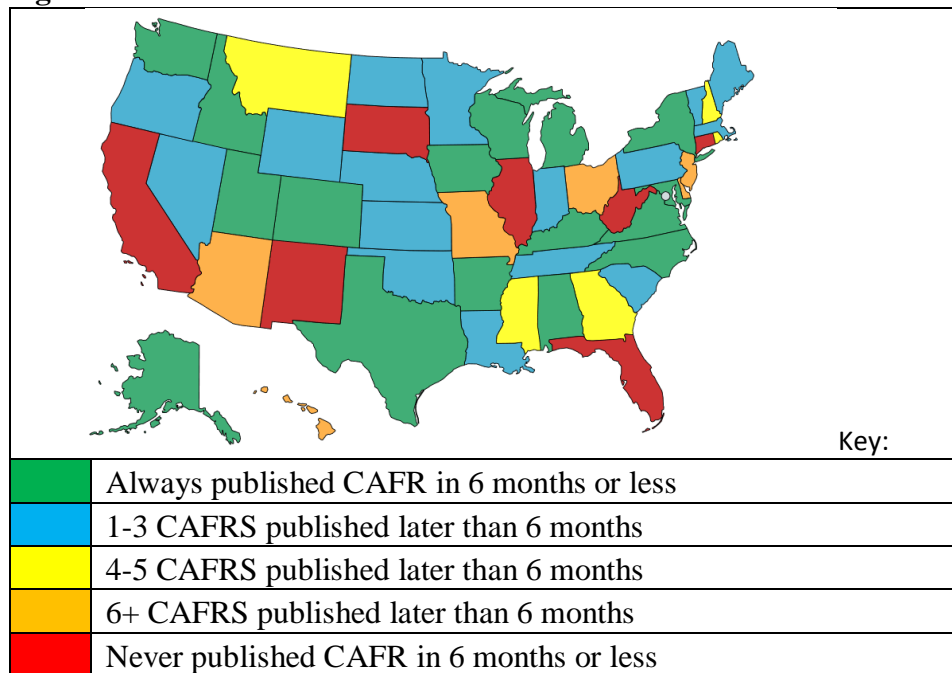 Key:
Always published CAFR in 6 months or less
1-3 CAFRS published later than 6 months
4-5 CAFRS published later than 6 months
6+ CAFRS published later than 6 months
Never published CAFR in 6 months or less